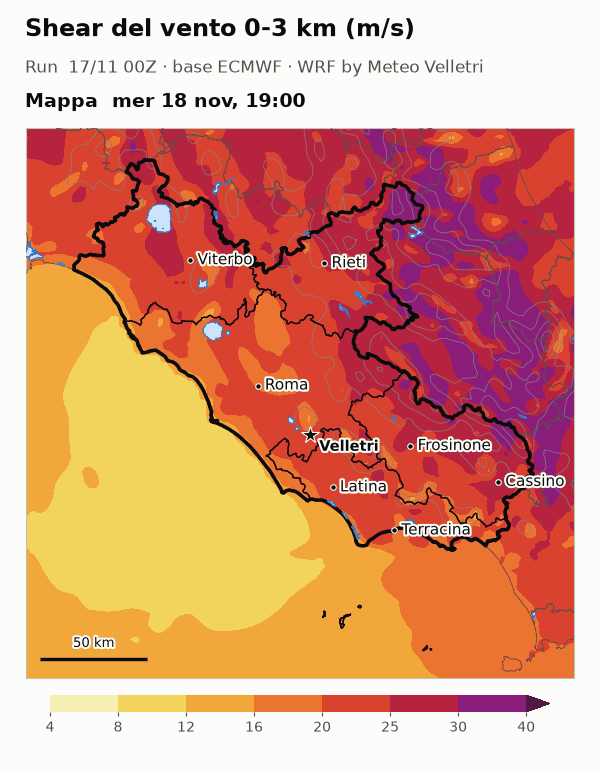 Shear del vento 0-3 km (m/s)
Run  17/11 00Z · base ECMWF · WRF by Meteo Velletri
Mappa  mer 18 nov, 19:00
Viterbo
Rieti
Roma
Velletri
Frosinone
Cassino
Latina
Terracina
50 km
4 8 12 16 20 25 30 40